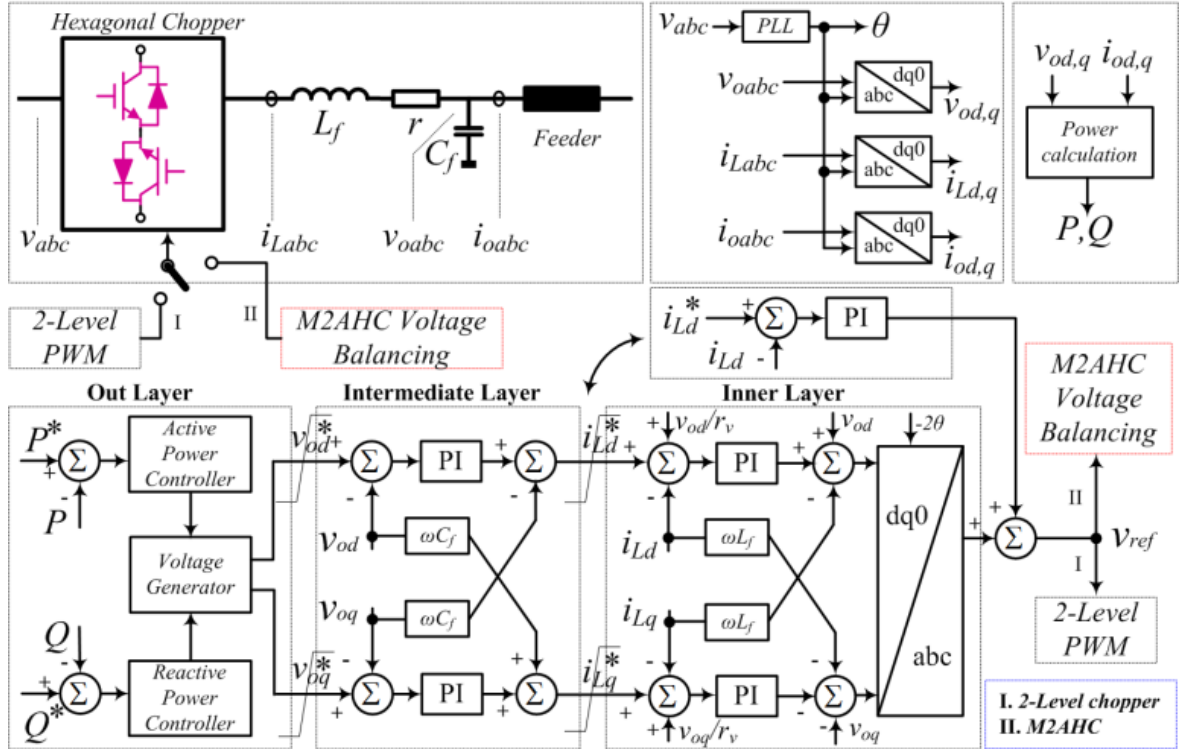 Hexagonal Chopper
L_f
r
C_f
Feeder
v_abc
i_Labc
v_oabc
i_oabc
I
II
2-Level
PWM
M2AHC Voltage
Balancing
v_abc
PLL
θ
v_oabc
dq0
abc
v_od,q
i_Labc
dq0
abc
i_Ld,q
i_oabc
dq0
abc
i_od,q
v_od,q i_od,q
Power
calculation
P,Q
i_Ld*
+
Σ
PI
i_Ld
-
Out Layer
P*
+
Σ
-
P
Active
Power
Controller
Voltage
Generator
Q
-
Σ
+
Q*
Reactive
Power
Controller
Intermediate Layer
v_od*
+
Σ
-
PI
+
Σ
-
v_od
ωC_f
v_oq
ωC_f
v_oq*
-
Σ
+
PI
+
Σ
+
Inner Layer
i_Ld*
+
v_od/r_v
+
Σ
-
PI
+
v_od
+
Σ
-
i_Ld
ωL_f
i_Lq
ωL_f
i_Lq*
-
Σ
+
+
v_oq/r_v
PI
-
-
Σ
-
v_oq
-2θ
dq0
abc
+
+
Σ
M2AHC
Voltage
Balancing
II
v_ref
I
2-Level
PWM
I. 2-Level chopper
II. M2AHC